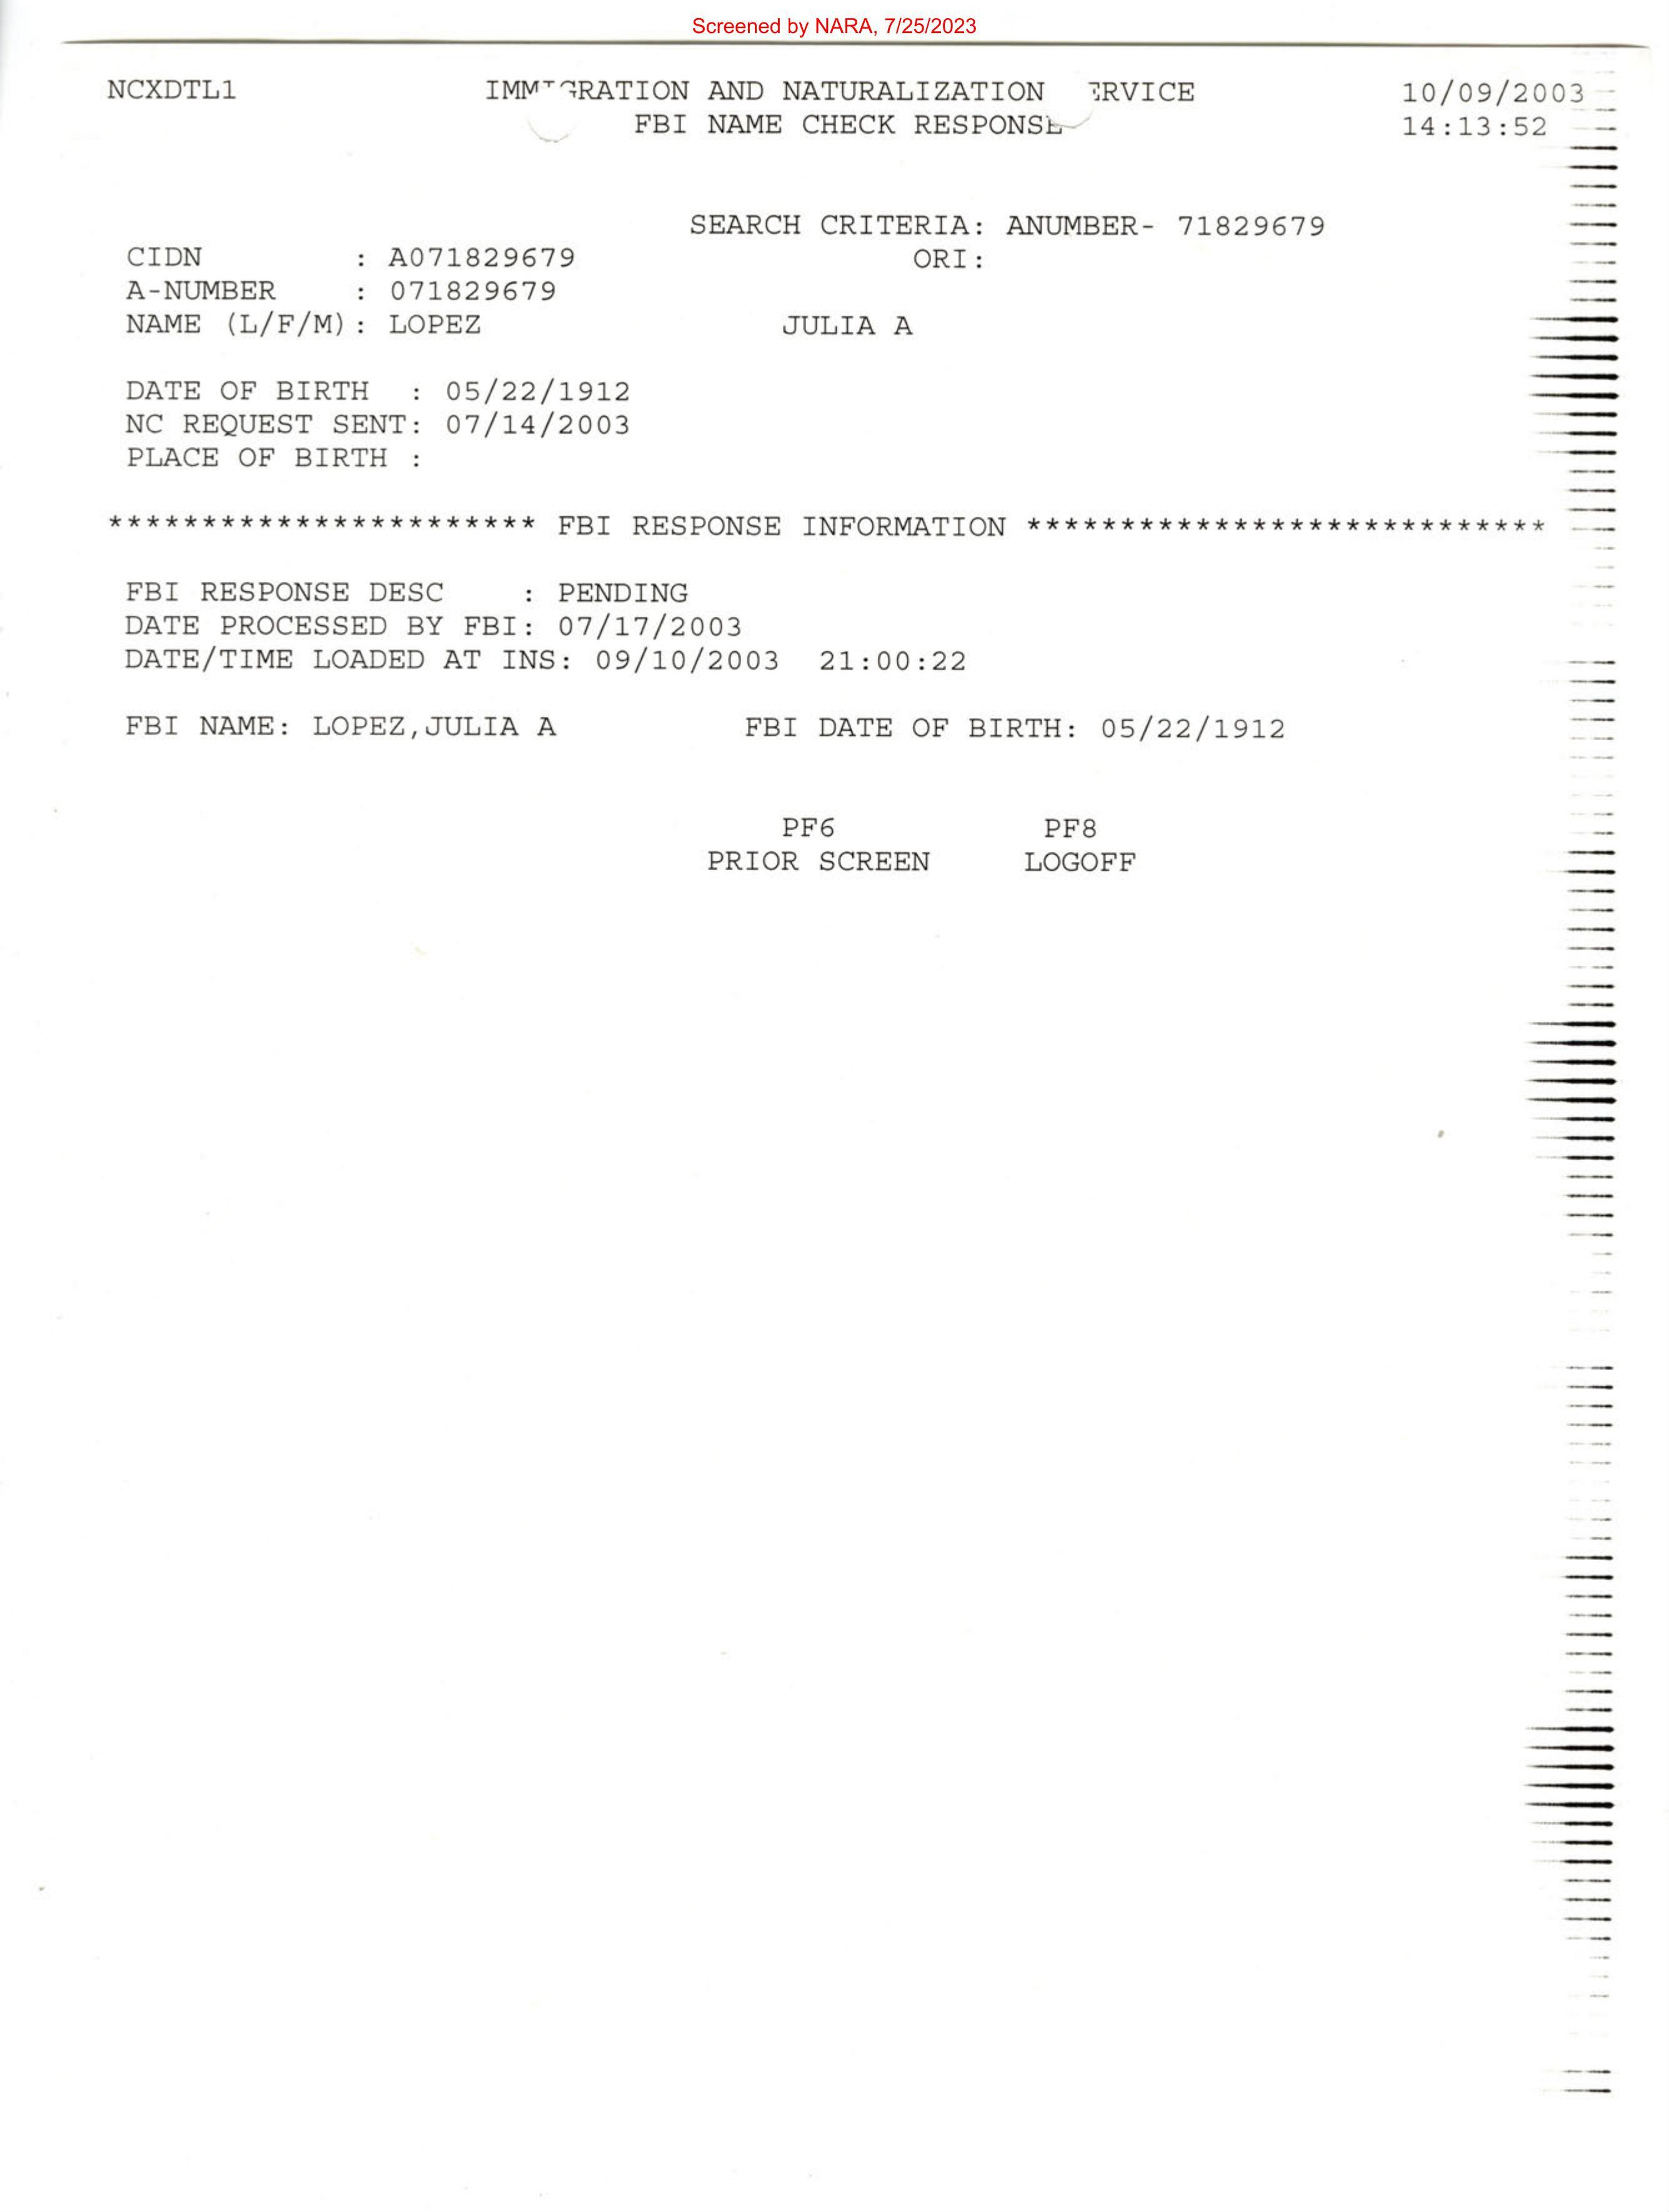 Screened by NARA, 7/25/2023
NCXDTL1 IMMIGRATION AND NATURALIZATION ERVICE 10/09/2003
FBI NAME CHECK RESPONSE 14:13:52
SEARCH CRITERIA: ANUMBER- 71829679
CIDN : A071829679 ORI:
A-NUMBER : 071829679
NAME (L/F/M): LOPEZ JULIA A
DATE OF BIRTH : 05/22/1912
NC REQUEST SENT: 07/14/2003
PLACE OF BIRTH :
*********************** FBI RESPONSE INFORMATION ****************************
FBI RESPONSE DESC : PENDING
DATE PROCESSED BY FBI: 07/17/2003
DATE/TIME LOADED AT INS: 09/10/2003 21:00:22
FBI NAME: LOPEZ,JULIA A FBI DATE OF BIRTH: 05/22/1912
PF6 PF8
PRIOR SCREEN LOGOFF